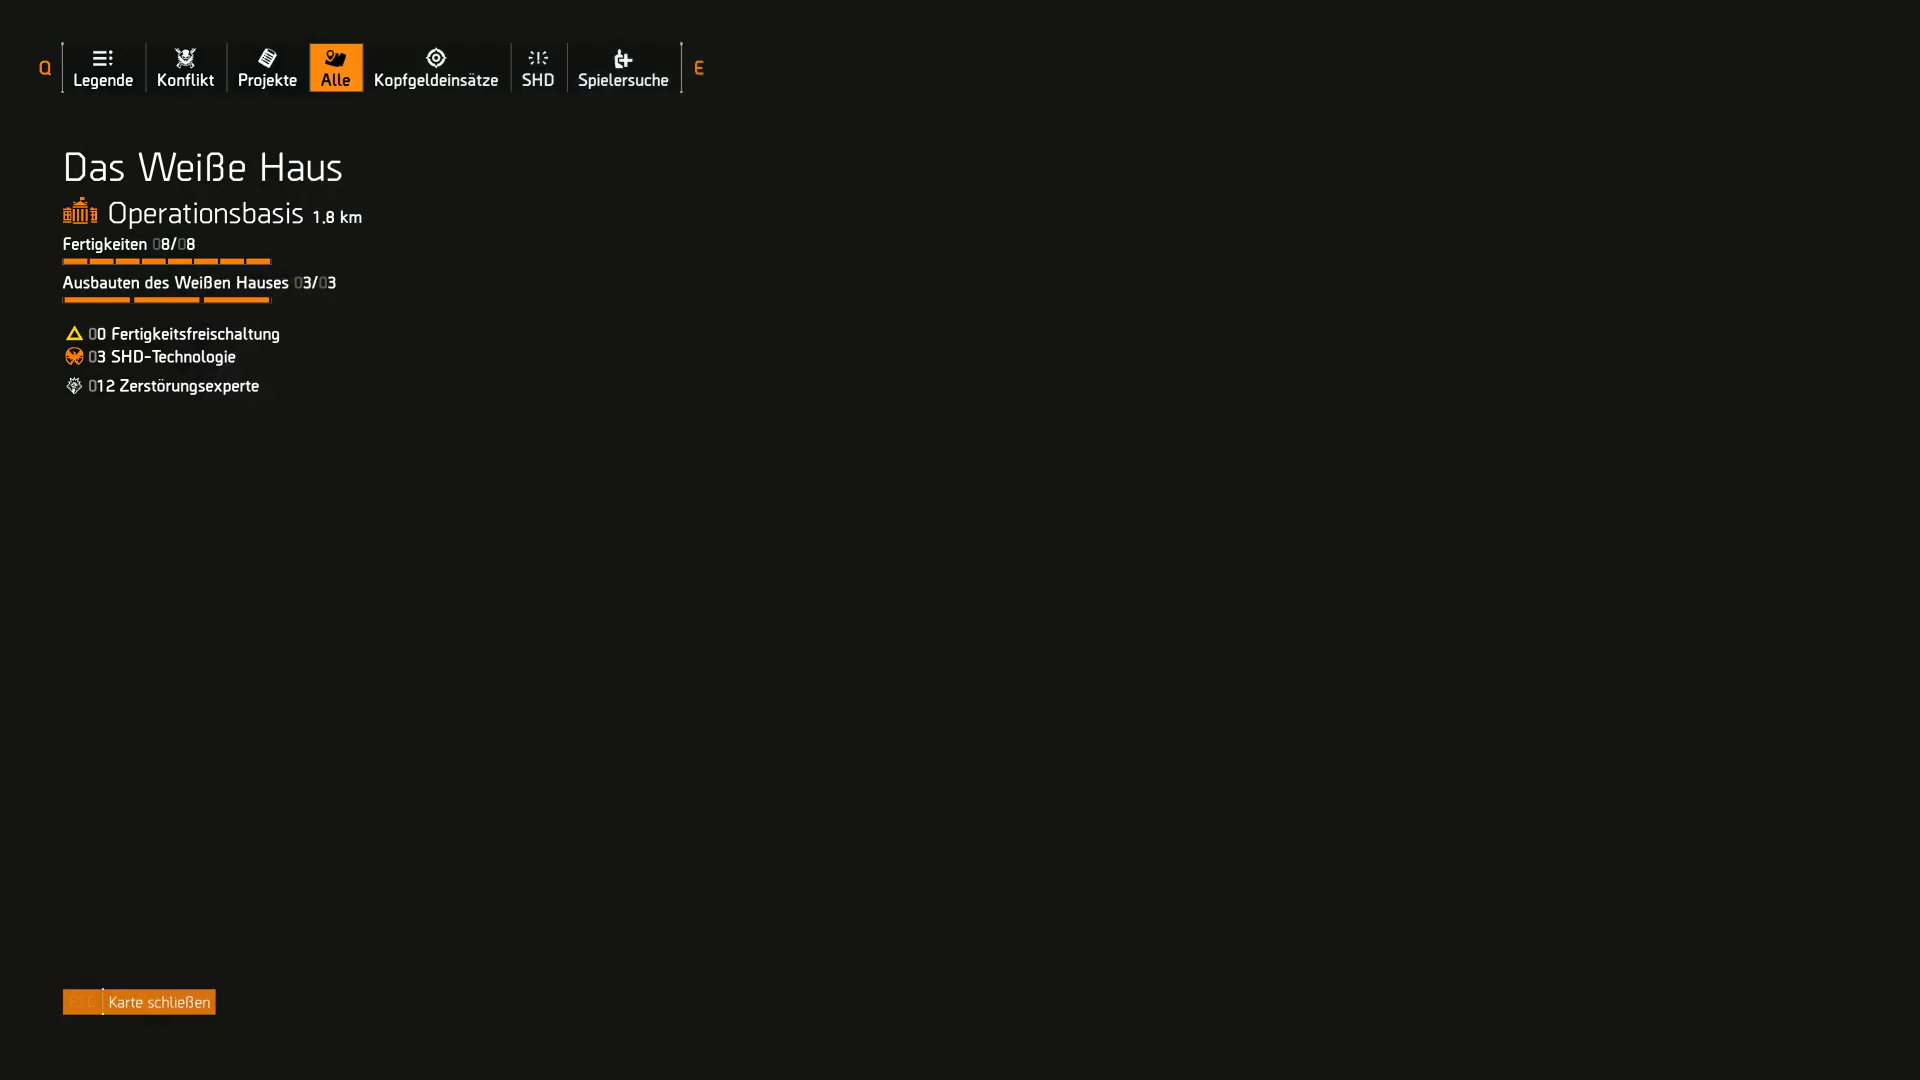 Q
Legende
Konflikt
Projekte
Alle
Kopfgeldeinsätze
SHD
Spielersuche
E
Das Weiße Haus
Operationsbasis 1.8 km
Fertigkeiten 08/08
Ausbauten des Weißen Hauses 03/03
00 Fertigkeitsfreischaltung
03 SHD-Technologie
012 Zerstörungsexperte
ESC Karte schließen